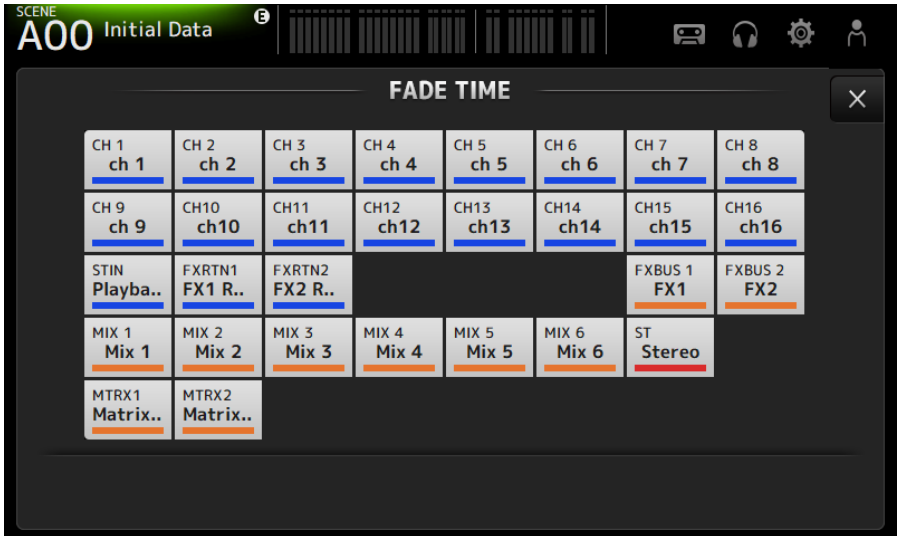 SCENE
A00 Initial Data E
FADE TIME
CH 1 CH 2 CH 3 CH 4 CH 5 CH 6 CH 7 CH 8
ch 1 ch 2 ch 3 ch 4 ch 5 ch 6 ch 7 ch 8
CH 9 CH10 CH11 CH12 CH13 CH14 CH15 CH16
ch 9 ch10 ch11 ch12 ch13 ch14 ch15 ch16
STIN FXRTN1 FXRTN2 FXBUS 1 FXBUS 2
Playba.. FX1 R.. FX2 R.. FX1 FX2
MIX 1 MIX 2 MIX 3 MIX 4 MIX 5 MIX 6 ST
Mix 1 Mix 2 Mix 3 Mix 4 Mix 5 Mix 6 Stereo
MTRX1 MTRX2
Matrix.. Matrix..